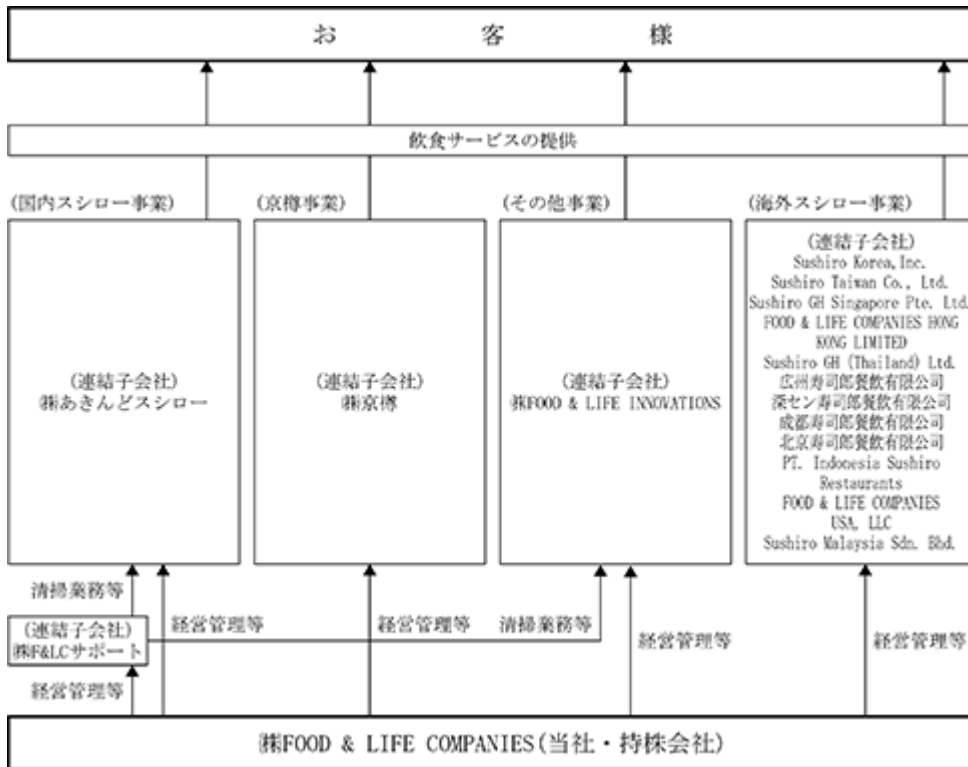 お客様
飲食サービスの提供
(国内スシロー事業)
(京樽事業)
(その他事業)
(海外スシロー事業)
(連結子会社)
㈱あきんどスシロー
(連結子会社)
㈱京樽
(連結子会社)
㈱FOOD & LIFE INNOVATIONS
(連結子会社)
Sushiro Korea,Inc.
Sushiro Taiwan Co., Ltd.
Sushiro GH Singapore Pte. Ltd.
FOOD & LIFE COMPANIES HONG
KONG LIMITED
Sushiro GH (Thailand) Ltd.
広州寿司郎餐飲有限公司
深セン寿司郎餐飲有限公司
成都寿司郎餐飲有限公司
北京寿司郎餐飲有限公司
PT. Indonesia Sushiro
Restaurants
FOOD & LIFE COMPANIES
USA, LLC
Sushiro Malaysia Sdn. Bhd.
清掃業務等
(連結子会社)
㈱F&LCサポート
経営管理等
経営管理等
経営管理等
清掃業務等
経営管理等
経営管理等
㈱FOOD & LIFE COMPANIES(当社・持株会社)